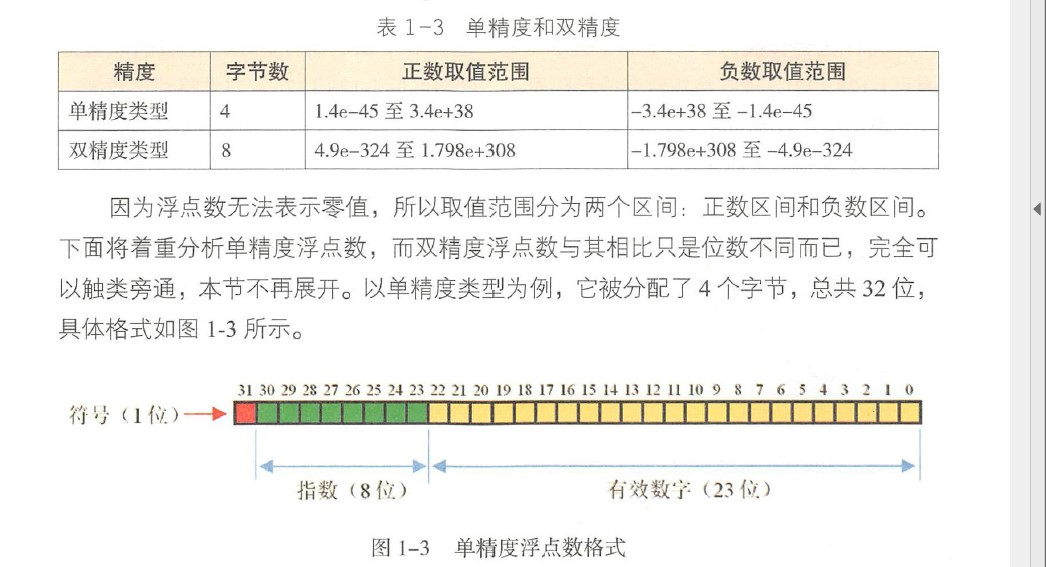 表 1-3 单精度和双精度
精度 字节数 正数取值范围 负数取值范围
单精度类型 4 1.4e-45 至 3.4e+38 -3.4e+38 至 -1.4e-45
双精度类型 8 4.9e-324 至 1.798e+308 -1.798e+308 至 -4.9e-324
因为浮点数无法表示零值，所以取值范围分为两个区间：正数区间和负数区间。
下面将着重分析单精度浮点数，而双精度浮点数与其相比只是位数不同而已，完全可
以触类旁通，本节不再展开。以单精度类型为例，它被分配了 4 个字节，总共 32 位，
具体格式如图 1-3 所示。
31 30 29 28 27 26 25 24 23 22 21 20 19 18 17 16 15 14 13 12 11 10 9 8 7 6 5 4 3 2 1 0
符号（1 位）
指数（8 位） 有效数字（23 位）
图 1-3 单精度浮点数格式